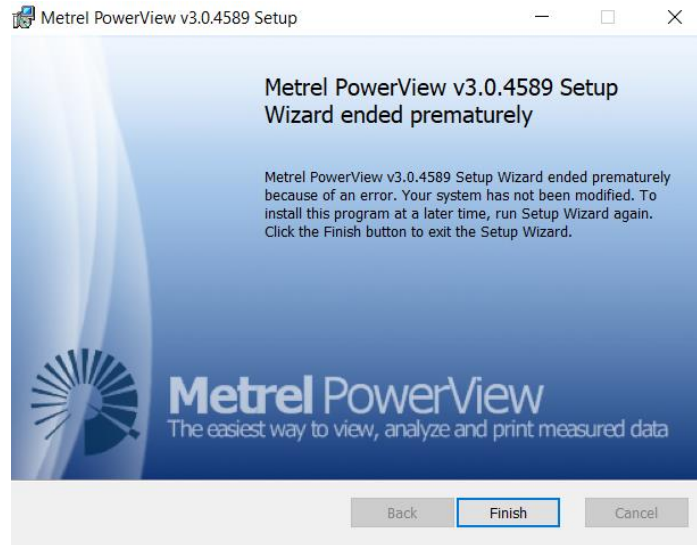 Metrel PowerView v3.0.4589 Setup
Metrel PowerView v3.0.4589 Setup
Wizard ended prematurely
Metrel PowerView v3.0.4589 Setup Wizard ended prematurely
because of an error. Your system has not been modified. To
install this program at a later time, run Setup Wizard again.
Click the Finish button to exit the Setup Wizard.
Metrel PowerView
The easiest way to view, analyze and print measured data
Back
Finish
Cancel